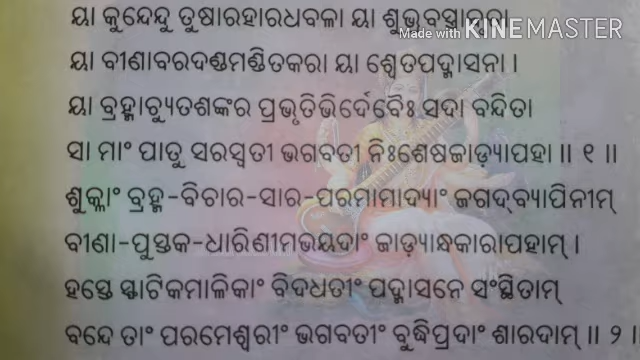 ୟା କୁନ୍ଦେନ୍ଦୁ ତୁଷାରହାରଧବଳା ୟା ଶୁଭ୍ରବସ୍ତ୍ରାବୃତା
Made with KINEMASTER
ୟା ବୀଣାବରଦଣ୍ଡମଣ୍ଡିତକରା ୟା ଶ୍ୱେତପଦ୍ମାସନା ।
ୟା ବ୍ରହ୍ମାଚ୍ୟୁତଶଙ୍କର ପ୍ରଭୃତିଭିର୍ଦେବୈଃ ସଦା ବନ୍ଦିତା
ସା ମାଂ ପାତୁ ସରସ୍ୱତୀ ଭଗବତୀ ନିଃଶେଷଜାଡ଼୍ୟାପହା ॥ ୧ ॥
ଶୁକ୍ଳାଂ ବ୍ରହ୍ମ-ବିଚାର-ସାର-ପରମାମାଦ୍ୟାଂ ଜଗଦ୍‌ବ୍ୟାପିନୀମ୍
ବୀଣା-ପୁସ୍ତକ-ଧାରିଣୀମଭୟଦାଂ ଜାଡ଼୍ୟାନ୍ଧକାରାପହାମ୍ ।
ହସ୍ତେ ସ୍ଫାଟିକମାଳିକାଂ ବିଦଧତୀଂ ପଦ୍ମାସନେ ସଂସ୍ଥିତାମ୍
ବନ୍ଦେ ତାଂ ପରମେଶ୍ୱରୀଂ ଭଗବତୀଂ ବୁଦ୍ଧିପ୍ରଦାଂ ଶାରଦାମ୍ ॥ ୨ ॥